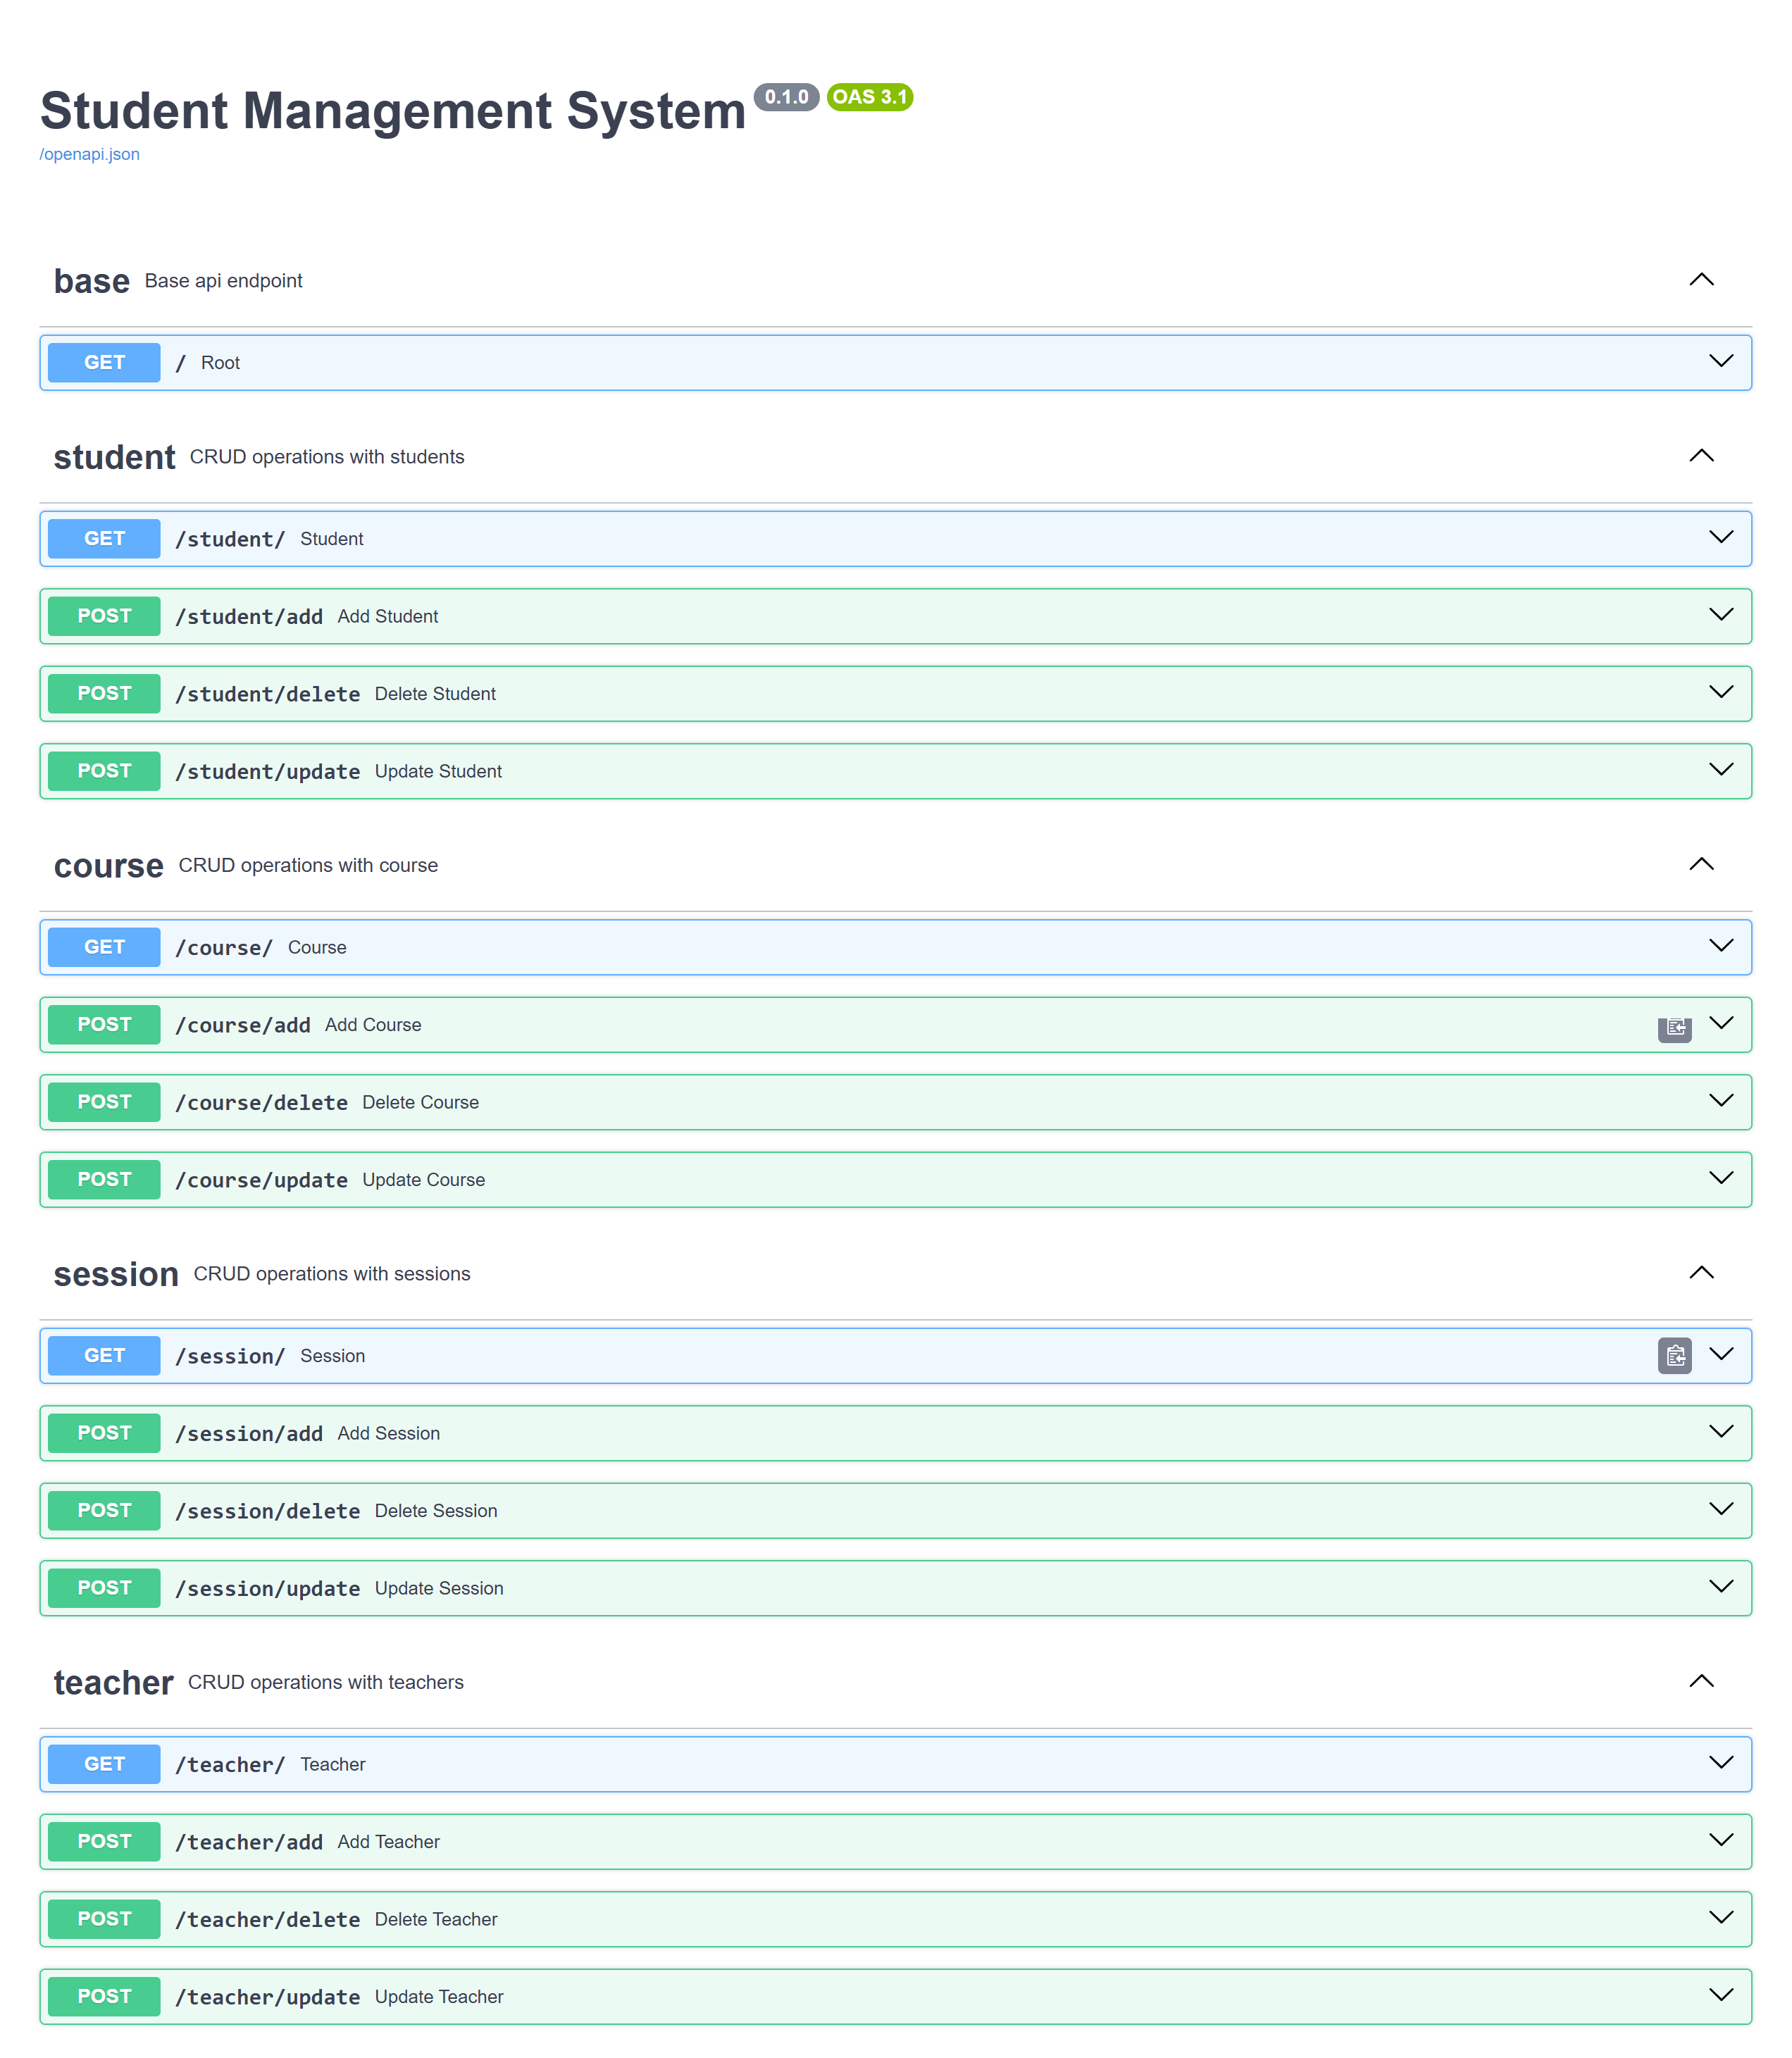 Student Management System 0.1.0 OAS 3.1
/openapi.json
base Base api endpoint
GET / Root
student CRUD operations with students
GET /student/ Student
POST /student/add Add Student
POST /student/delete Delete Student
POST /student/update Update Student
course CRUD operations with course
GET /course/ Course
POST /course/add Add Course
POST /course/delete Delete Course
POST /course/update Update Course
session CRUD operations with sessions
GET /session/ Session
POST /session/add Add Session
POST /session/delete Delete Session
POST /session/update Update Session
teacher CRUD operations with teachers
GET /teacher/ Teacher
POST /teacher/add Add Teacher
POST /teacher/delete Delete Teacher
POST /teacher/update Update Teacher